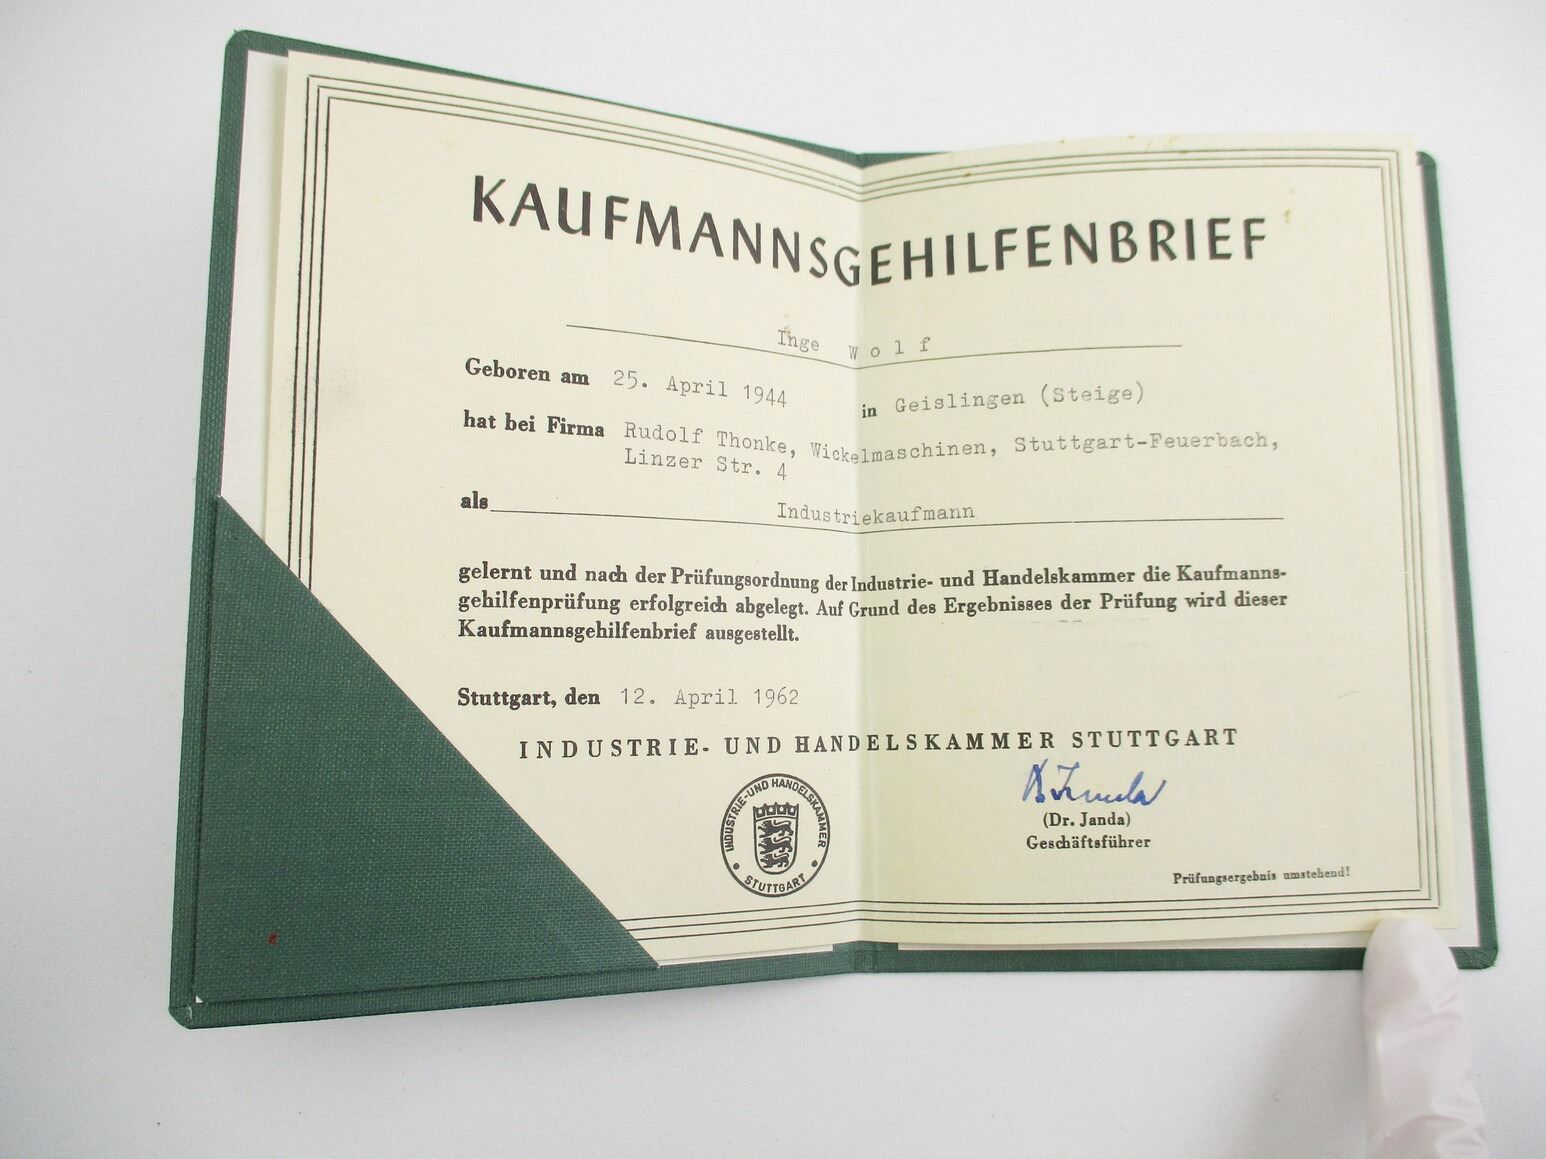 KAUFMANNSGEHILFENBRIEF
Inge Wolf
Geboren am 25. April 1944 in Geislingen (Steige)
hat bei Firma Rudolf Thonke, Wickelmaschinen, Stuttgart-Feuerbach,
Linzer Str. 4
als Industriekaufmann
gelernt und nach der Prüfungsordnung der Industrie- und Handelskammer die Kaufmanns-
gehilfenprüfung erfolgreich abgelegt. Auf Grund des Ergebnisses der Prüfung wird dieser
Kaufmannsgehilfenbrief ausgestellt.
Stuttgart, den 12. April 1962
INDUSTRIE- UND HANDELSKAMMER STUTTGART
INDUSTRIE-UND HANDELSKAMMER
STUTTGART
Janda
(Dr. Janda)
Geschäftsführer
Prüfungsergebnis umstehend!